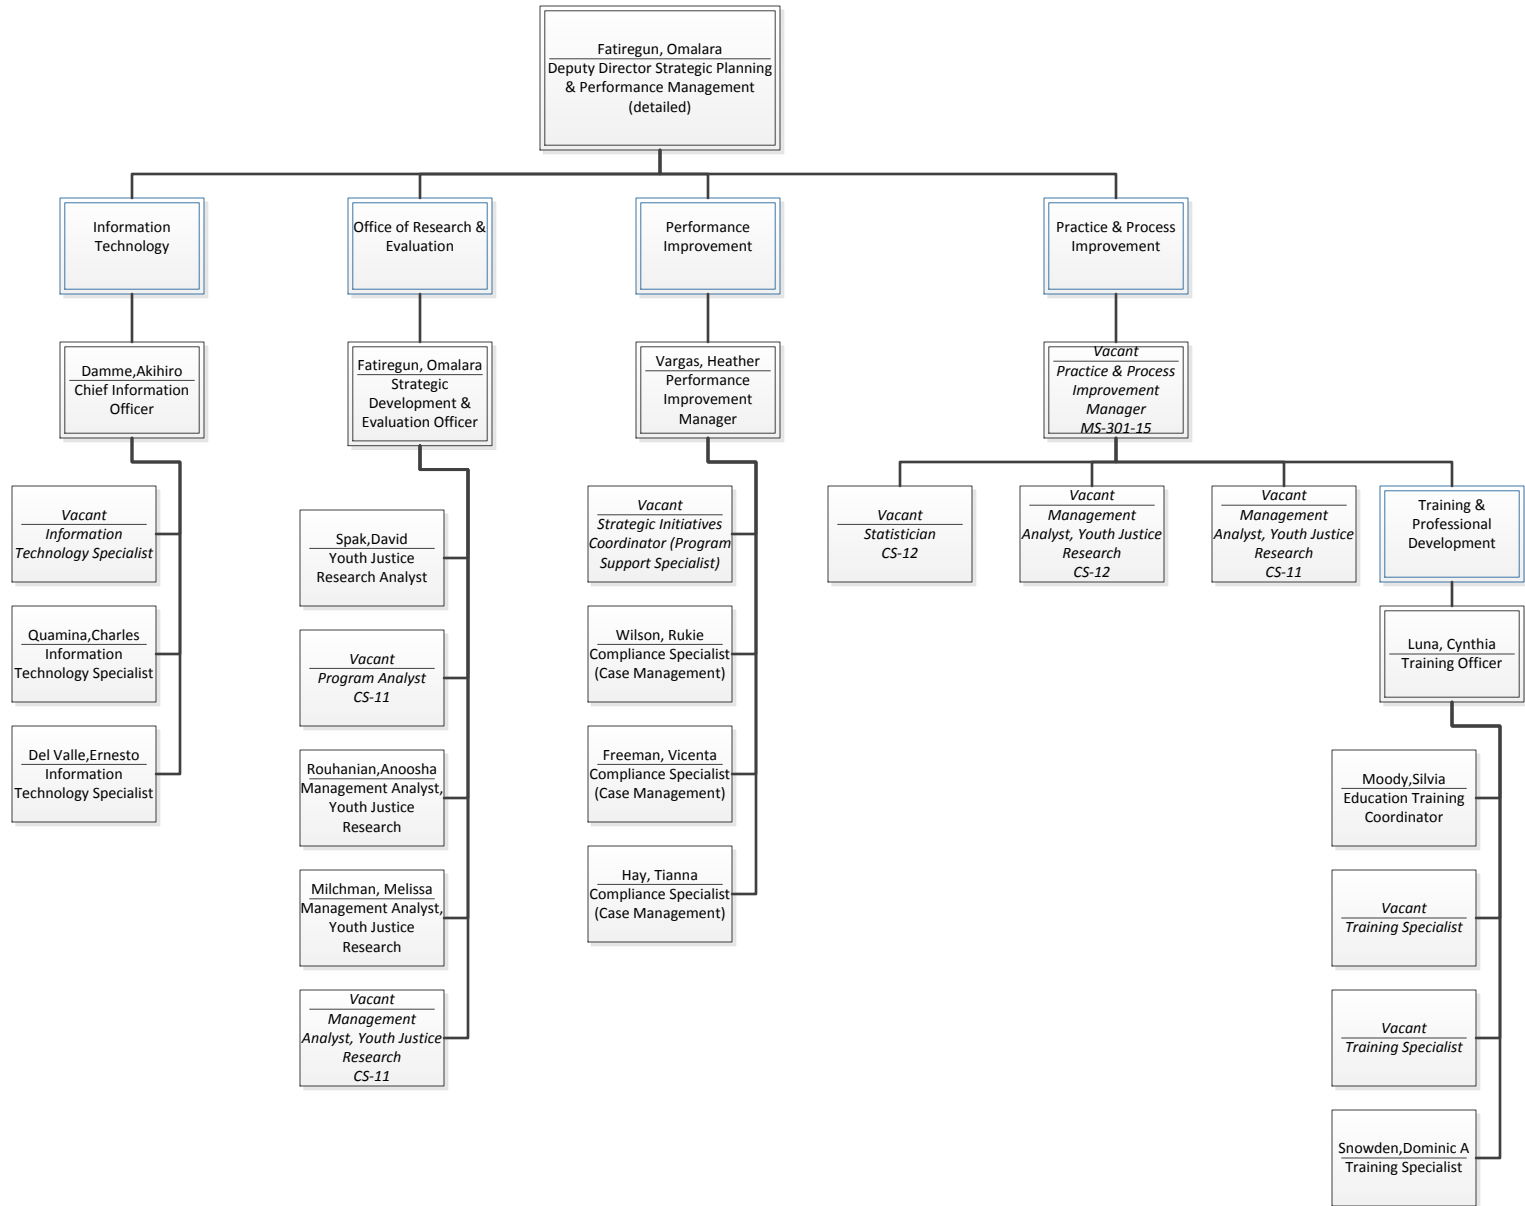 Fatiregun, Omalara
Deputy Director Strategic Planning
& Performance Management
(detailed)
Information
Technology
Office of Research &
Evaluation
Performance
Improvement
Practice & Process
Improvement
Damme,Akihiro
Chief Information
Officer
Fatiregun, Omalara
Strategic
Development &
Evaluation Officer
Vargas, Heather
Performance
Improvement
Manager
Vacant
Practice & Process
Improvement
Manager
MS-301-15
Vacant
Information
Technology Specialist
Quamina,Charles
Information
Technology Specialist
Del Valle,Ernesto
Information
Technology Specialist
Spak,David
Youth Justice
Research Analyst
Vacant
Program Analyst
CS-11
Rouhanian,Anoosha
Management Analyst,
Youth Justice
Research
Milchman, Melissa
Management Analyst,
Youth Justice
Research
Vacant
Management
Analyst, Youth Justice
Research
CS-11
Vacant
Strategic Initiatives
Coordinator (Program
Support Specialist)
Wilson, Rukie
Compliance Specialist
(Case Management)
Freeman, Vicenta
Compliance Specialist
(Case Management)
Hay, Tianna
Compliance Specialist
(Case Management)
Vacant
Statistician
CS-12
Vacant
Management
Analyst, Youth Justice
Research
CS-12
Vacant
Management
Analyst, Youth Justice
Research
CS-11
Training &
Professional
Development
Luna, Cynthia
Training Officer
Moody,Silvia
Education Training
Coordinator
Vacant
Training Specialist
Vacant
Training Specialist
Snowden,Dominic A
Training Specialist